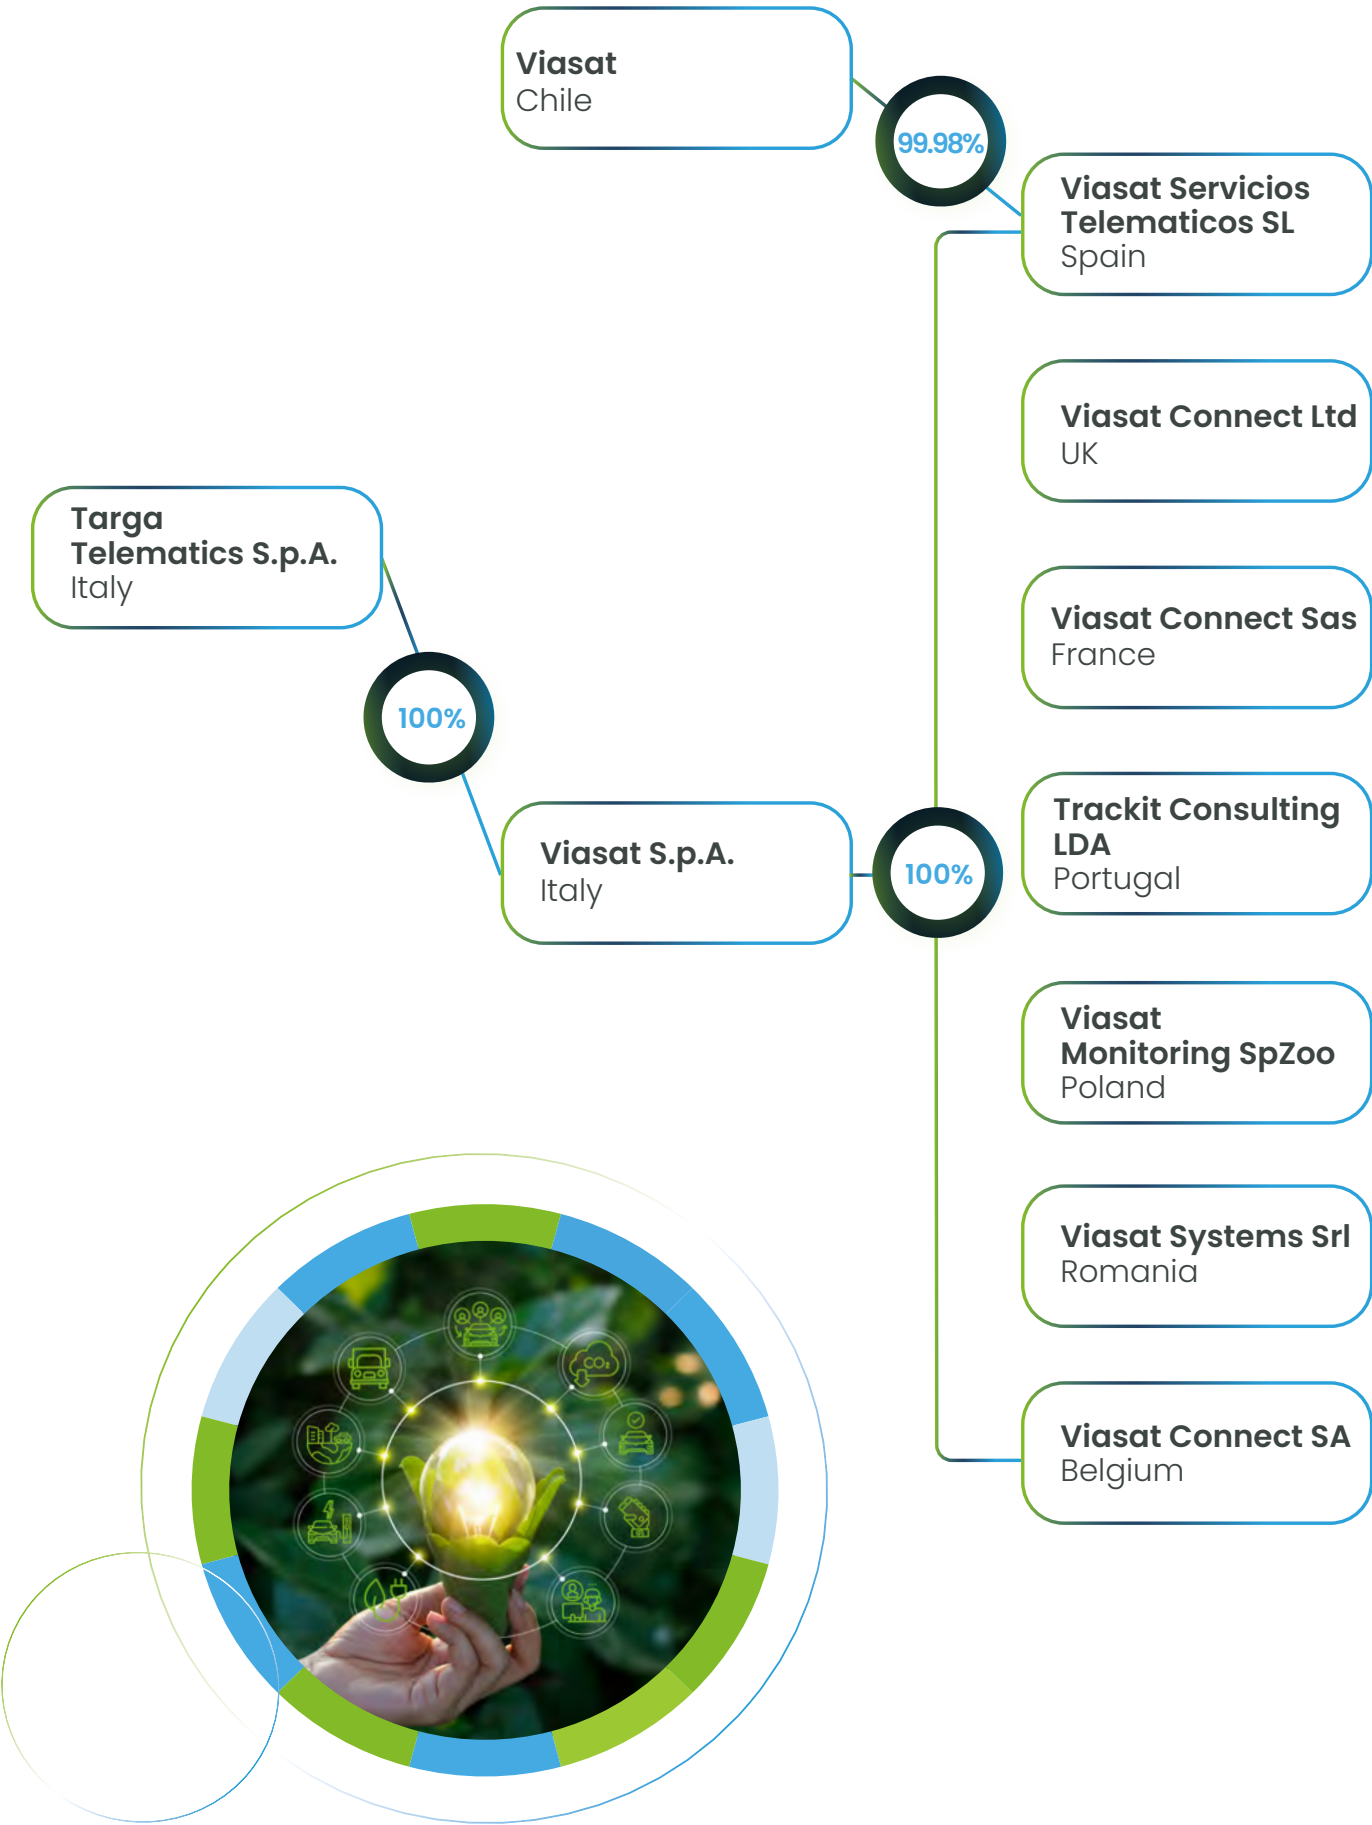 Viasat
Chile
99.98%
Viasat Servicios
Telematicos SL
Spain
Viasat Connect Ltd
UK
Targa
Telematics S.p.A.
Italy
Viasat Connect Sas
France
100%
Trackit Consulting
LDA
Portugal
Viasat S.p.A.
Italy
100%
Viasat
Monitoring SpZoo
Poland
Viasat Systems Srl
Romania
CO₂
Viasat Connect SA
Belgium